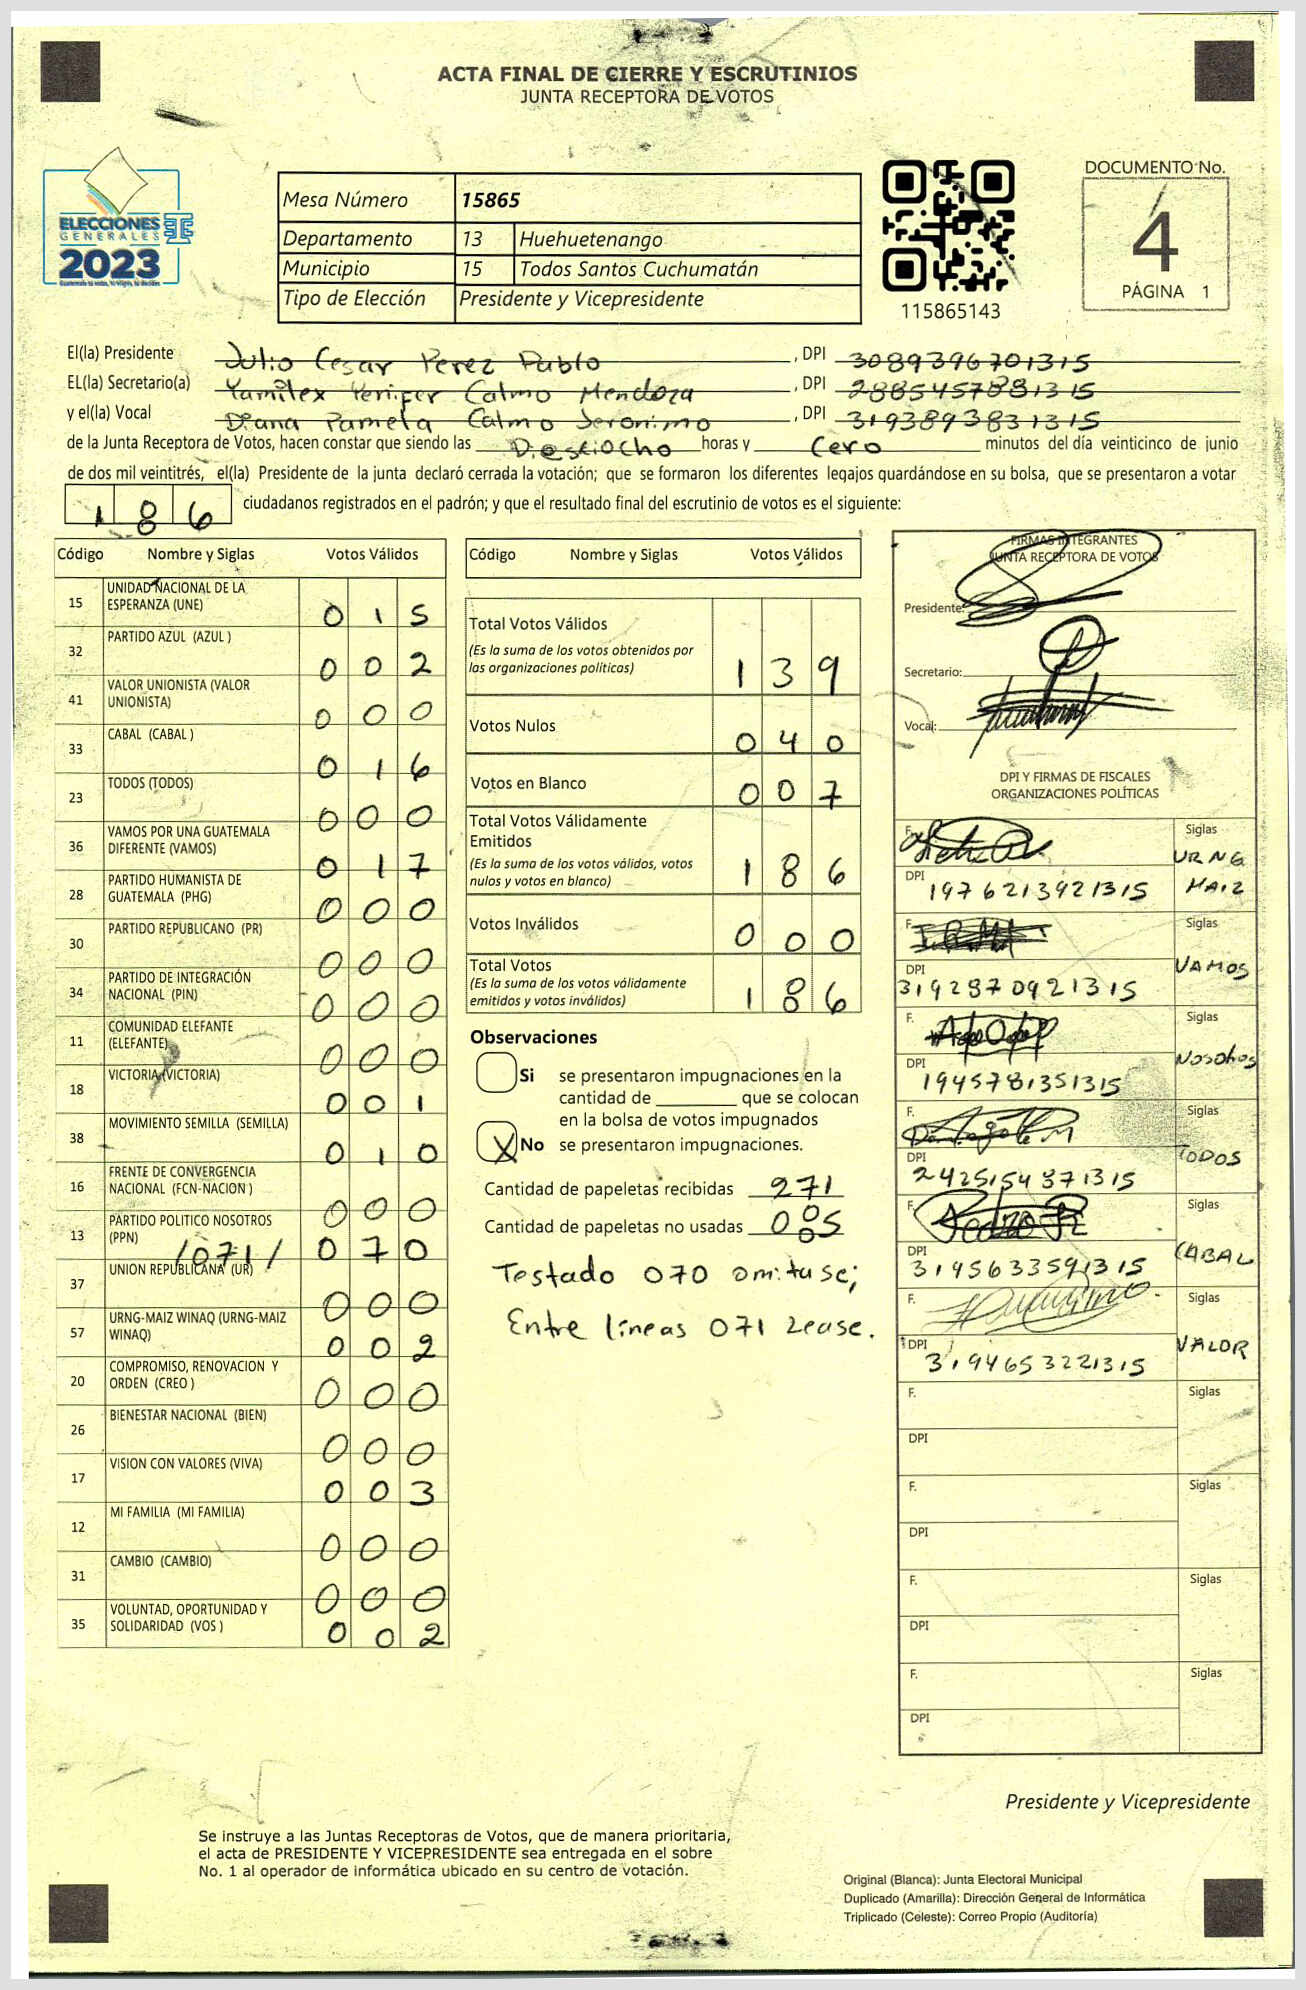 ACTA FINAL DE CIERRE Y ESCRUTINIOS
JUNTA RECEPTORA DE VOTOS
ELECCIONES
GENERALES
2023
Mesa Número 15865
Departamento 13 Huehuetenango
Municipio 15 Todos Santos Cuchumatán
Tipo de Elección Presidente y Vicepresidente
115865143
DOCUMENTO No.
4
PÁGINA 1
El(la) Presidente Julio Cesar Perez Pablo, DPI 3089396701315
EL(la) Secretario(a) Yamilex Yenifer Calmo Mendoza, DPI 2885457881315
y el(la) Vocal Diana Pamela Calmo Jeronimo, DPI 3193893831315
de la Junta Receptora de Votos, hacen constar que siendo las Dieciocho horas y Cero minutos del día veinticinco de junio
de dos mil veintitrés, el(la) Presidente de la junta declaró cerrada la votación; que se formaron los diferentes legajos quardándose en su bolsa, que se presentaron a votar
186 ciudadanos registrados en el padrón; y que el resultado final del escrutinio de votos es el siguiente:
Código Nombre y Siglas Votos Válidos
15 UNIDAD NACIONAL DE LA ESPERANZA (UNE) 015
32 PARTIDO AZUL (AZUL ) 002
41 VALOR UNIONISTA (VALOR UNIONISTA) 000
33 CABAL (CABAL ) 016
23 TODOS (TODOS) 000
36 VAMOS POR UNA GUATEMALA DIFERENTE (VAMOS) 017
28 PARTIDO HUMANISTA DE GUATEMALA (PHG) 000
30 PARTIDO REPUBLICANO (PR) 000
34 PARTIDO DE INTEGRACIÓN NACIONAL (PIN) 000
11 COMUNIDAD ELEFANTE (ELEFANTE) 000
18 VICTORIA (VICTORIA) 001
38 MOVIMIENTO SEMILLA (SEMILLA) 010
16 FRENTE DE CONVERGENCIA NACIONAL (FCN-NACION ) 000
13 PARTIDO POLITICO NOSOTROS (PPN) /071/ 070
37 UNION REPUBLICANA (UR) 000
57 URNG-MAIZ WINAQ (URNG-MAIZ WINAQ) 002
20 COMPROMISO, RENOVACION Y ORDEN (CREO ) 000
26 BIENESTAR NACIONAL (BIEN) 000
17 VISION CON VALORES (VIVA) 003
12 MI FAMILIA (MI FAMILIA) 000
31 CAMBIO (CAMBIO) 000
35 VOLUNTAD, OPORTUNIDAD Y SOLIDARIDAD (VOS ) 002
Código Nombre y Siglas Votos Válidos
Total Votos Válidos
(Es la suma de los votos obtenidos por
las organizaciones políticas) 139
Votos Nulos 040
Votos en Blanco 007
Total Votos Válidamente
Emitidos
(Es la suma de los votos válidos, votos
nulos y votos en blanco) 186
Votos Inválidos 000
Total Votos
(Es la suma de los votos válidamente
emitidos y votos inválidos) 186
Observaciones
Si se presentaron impugnaciones en la
cantidad de ________ que se colocan
en la bolsa de votos impugnados
X No se presentaron impugnaciones.
Cantidad de papeletas recibidas 271
Cantidad de papeletas no usadas 085
Testado 070 omitase;
Entre lineas 071 Lease.
FIRMAS INTEGRANTES
JUNTA RECEPTORA DE VOTOS
Presidente:
Secretario:
Vocal:
DPI Y FIRMAS DE FISCALES
ORGANIZACIONES POLÍTICAS
F. Siglas URNG MAIZ
DPI 1976213921315
F. Siglas VAMOS
DPI 3192970921315
F. Siglas Nosotros
DPI 1945781351315
F. Siglas TODOS
DPI 2425154371315
F. Siglas CABAL
DPI 3195633591315
F. Siglas VALOR
DPI 3194653221315
F. Siglas
DPI
F. Siglas
DPI
F. Siglas
DPI
F. Siglas
DPI
Presidente y Vicepresidente
Se instruye a las Juntas Receptoras de Votos, que de manera prioritaria,
el acta de PRESIDENTE Y VICEPRESIDENTE sea entregada en el sobre
No. 1 al operador de informática ubicado en su centro de votación.
Original (Blanca): Junta Electoral Municipal
Duplicado (Amarilla): Dirección General de Informática
Triplicado (Celeste): Correo Propio (Auditoría)